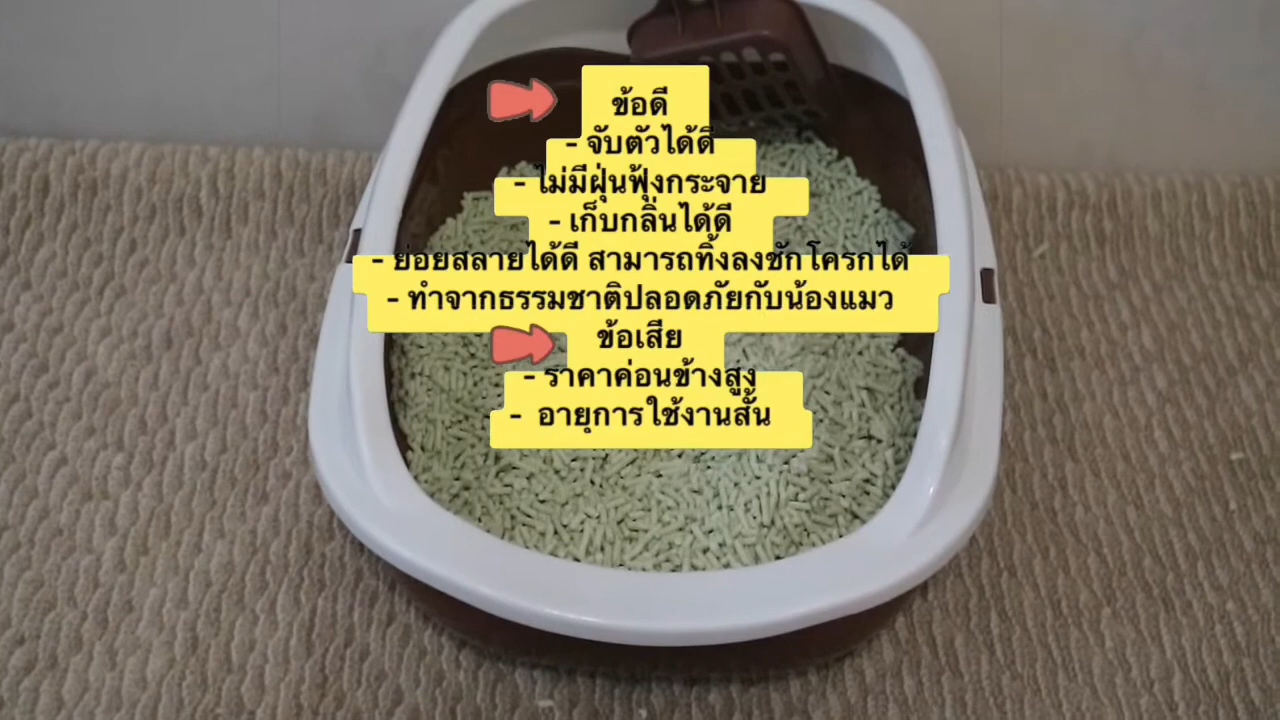 ข้อดี
- จับตัวได้ดี
- ไม่มีฝุ่นฟุ้งกระจาย
- เก็บกลิ่นได้ดี
- ย่อยสลายได้ดี สามารถทิ้งลงชักโครกได้
- ทำจากธรรมชาติปลอดภัยกับน้องแมว
ข้อเสีย
- ราคาค่อนข้างสูง
- อายุการใช้งานสั้น